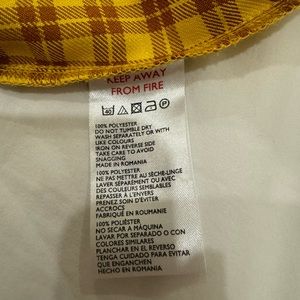 KEEP AWAY
FROM FIRE
40 P
100% POLYESTER
DO NOT TUMBLE DRY
WASH SEPARATELY OR WITH
LIKE COLOURS
IRON ON REVERSE SIDE
TAKE CARE TO AVOID
SNAGGING
MADE IN ROMANIA
100% POLYESTER
NE PAS METTRE AU SÈCHE-LINGE
LAVER SÉPARÉMENT OU AVEC
DES COULEURS SEMBLABLES
REPASSER À L'ENVERS
PRENEZ SOIN D'ÉVITER
ACCROCS
FABRIQUÉ EN ROUMANIE
100% POLIÉSTER
NO SECAR A MÁQUINA
LAVAR POR SEPARADO O CON
COLORES SIMILARES
PLANCHAR EN EL REVERSO
TENGA CUIDADO PARA EVITAR
QUE ENGANCHEN
HECHO EN ROMANIA